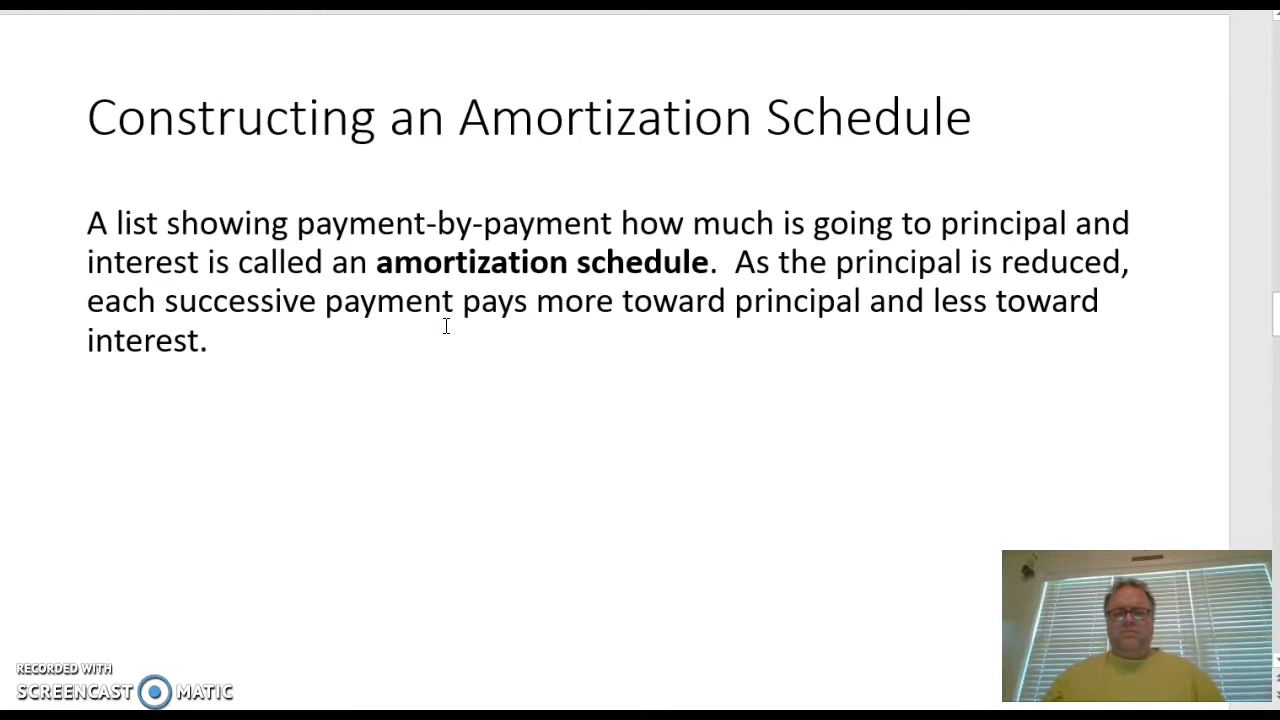 Constructing an Amortization Schedule
A list showing payment-by-payment how much is going to principal and
interest is called an amortization schedule.  As the principal is reduced,
each successive payment pays more toward principal and less toward
interest.
RECORDED WITH
SCREENCAST MATIC